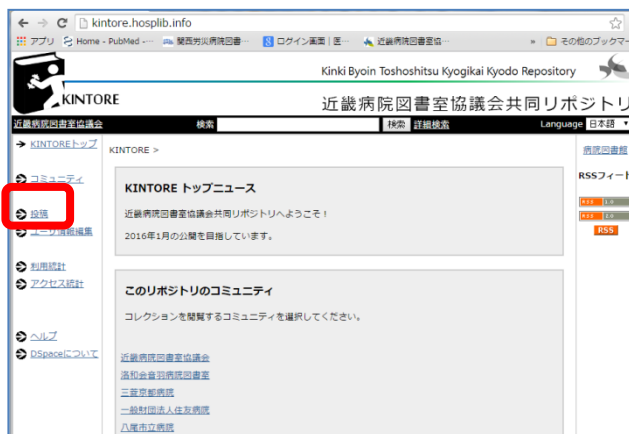 kintore.hosplib.info
アプリ Home - PubMed -… 関西労災病院図書… ログイン画面 | 医… 近畿病院図書室協… » その他のブックマー
Kinki Byoin Toshoshitsu Kyogikai Kyodo Repository
KINTORE
近畿病院図書室協議会共同リポジトリ
近畿病院図書室協議会 検索 検索 詳細検索 Language 日本語
KINTOREトップ
KINTORE >
病院図書館
コミュニティ
RSSフィート
KINTORE トップニュース
投稿
近畿病院図書室協議会共同リポジトリへようこそ！
RSS 1.0
RSS 2.0
RSS
ユーザ情報編集
2016年1月の公開を目指しています。
利用統計
アクセス統計
このリポジトリのコミュニティ
コレクションを閲覧するコミュニティを選択してください。
ヘルプ
DSpaceについて
近畿病院図書室協議会
洛和会音羽病院図書室
三菱京都病院
一般財団法人住友病院
八尾市立病院